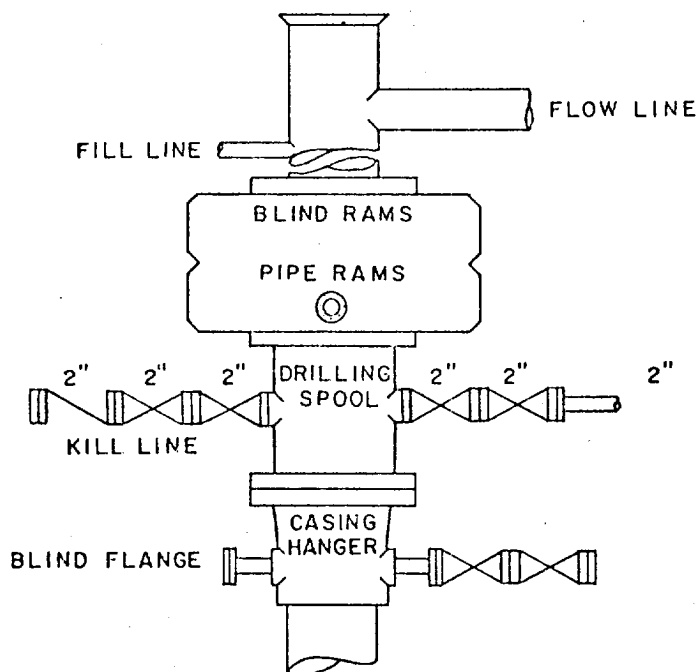 FLOW LINE
FILL LINE
BLIND RAMS
PIPE RAMS
2" 2" 2" DRILLING 2" 2" 2"
SPOOL
KILL LINE
CASING
HANGER
BLIND FLANGE